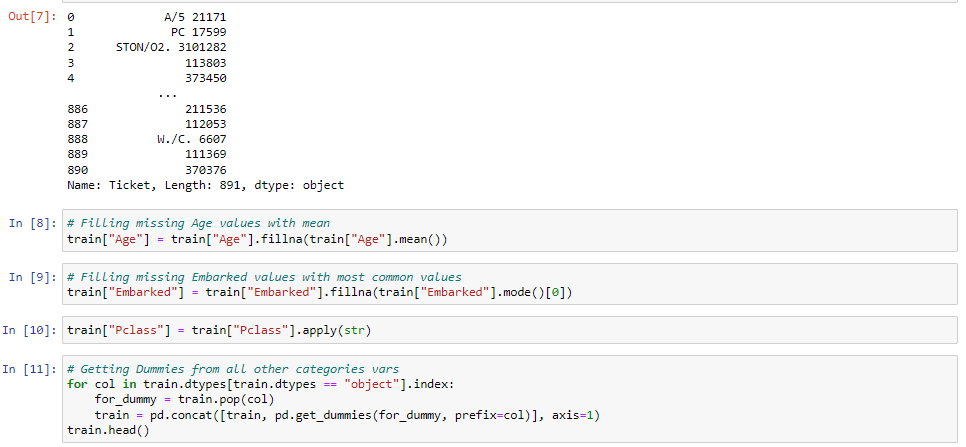 Out[7]: 0 A/5 21171
1 PC 17599
2 STON/O2. 3101282
3 113803
4 373450
...
886 211536
887 112053
888 W./C. 6607
889 111369
890 370376
Name: Ticket, Length: 891, dtype: object
In [8]: # Filling missing Age values with mean
train["Age"] = train["Age"].fillna(train["Age"].mean())
In [9]: # Filling missing Embarked values with most common values
train["Embarked"] = train["Embarked"].fillna(train["Embarked"].mode()[0])
In [10]: train["Pclass"] = train["Pclass"].apply(str)
In [11]: # Getting Dummies from all other categories vars
for col in train.dtypes[train.dtypes == "object"].index:
    for_dummy = train.pop(col)
    train = pd.concat([train, pd.get_dummies(for_dummy, prefix=col)], axis=1)
train.head()